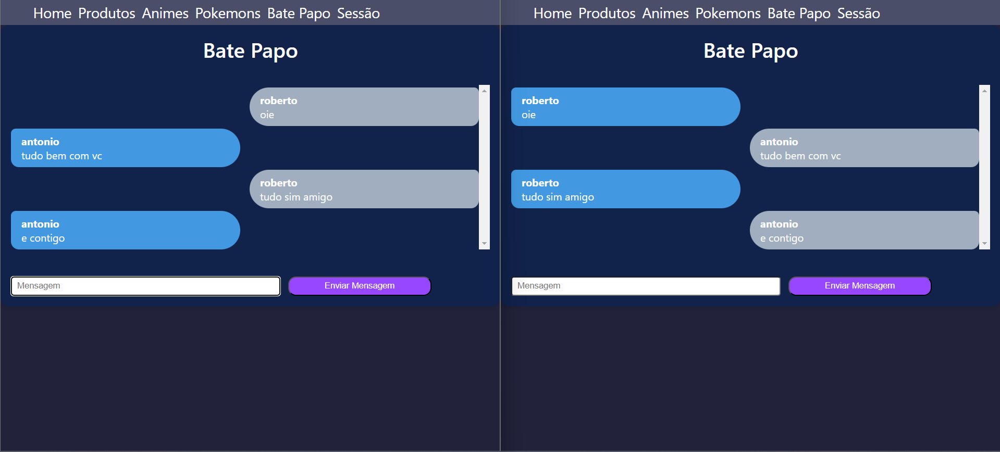 Home Produtos Animes Pokemons Bate Papo Sessão
Bate Papo
roberto
oie
antonio
tudo bem com vc
roberto
tudo sim amigo
antonio
e contigo
Mensagem
Enviar Mensagem
Home Produtos Animes Pokemons Bate Papo Sessão
Bate Papo
roberto
oie
antonio
tudo bem com vc
roberto
tudo sim amigo
antonio
e contigo
Mensagem
Enviar Mensagem